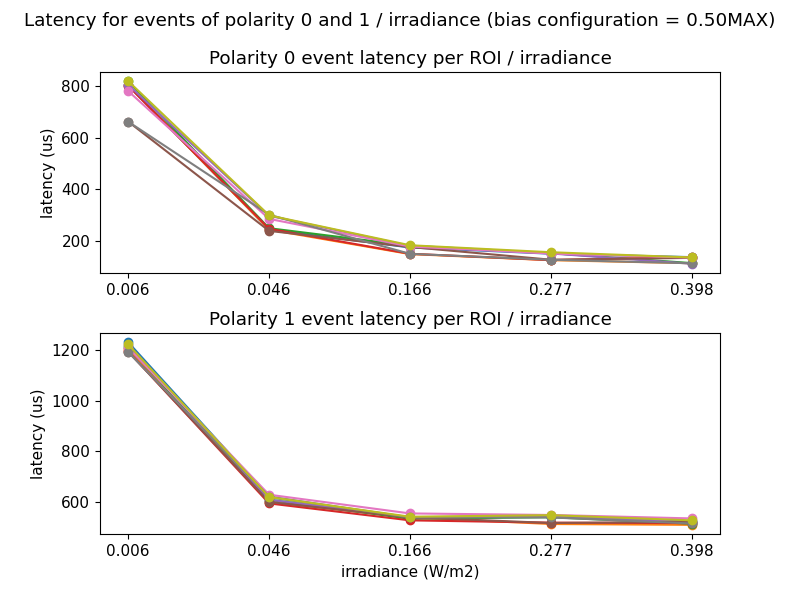 Latency for events of polarity 0 and 1 / irradiance (bias configuration = 0.50MAX)
Polarity 0 event latency per ROI / irradiance
latency (us)
800
600
400
200
0.006 0.046 0.166 0.277 0.398
Polarity 1 event latency per ROI / irradiance
latency (us)
1200
1000
800
600
0.006 0.046 0.166 0.277 0.398
irradiance (W/m2)